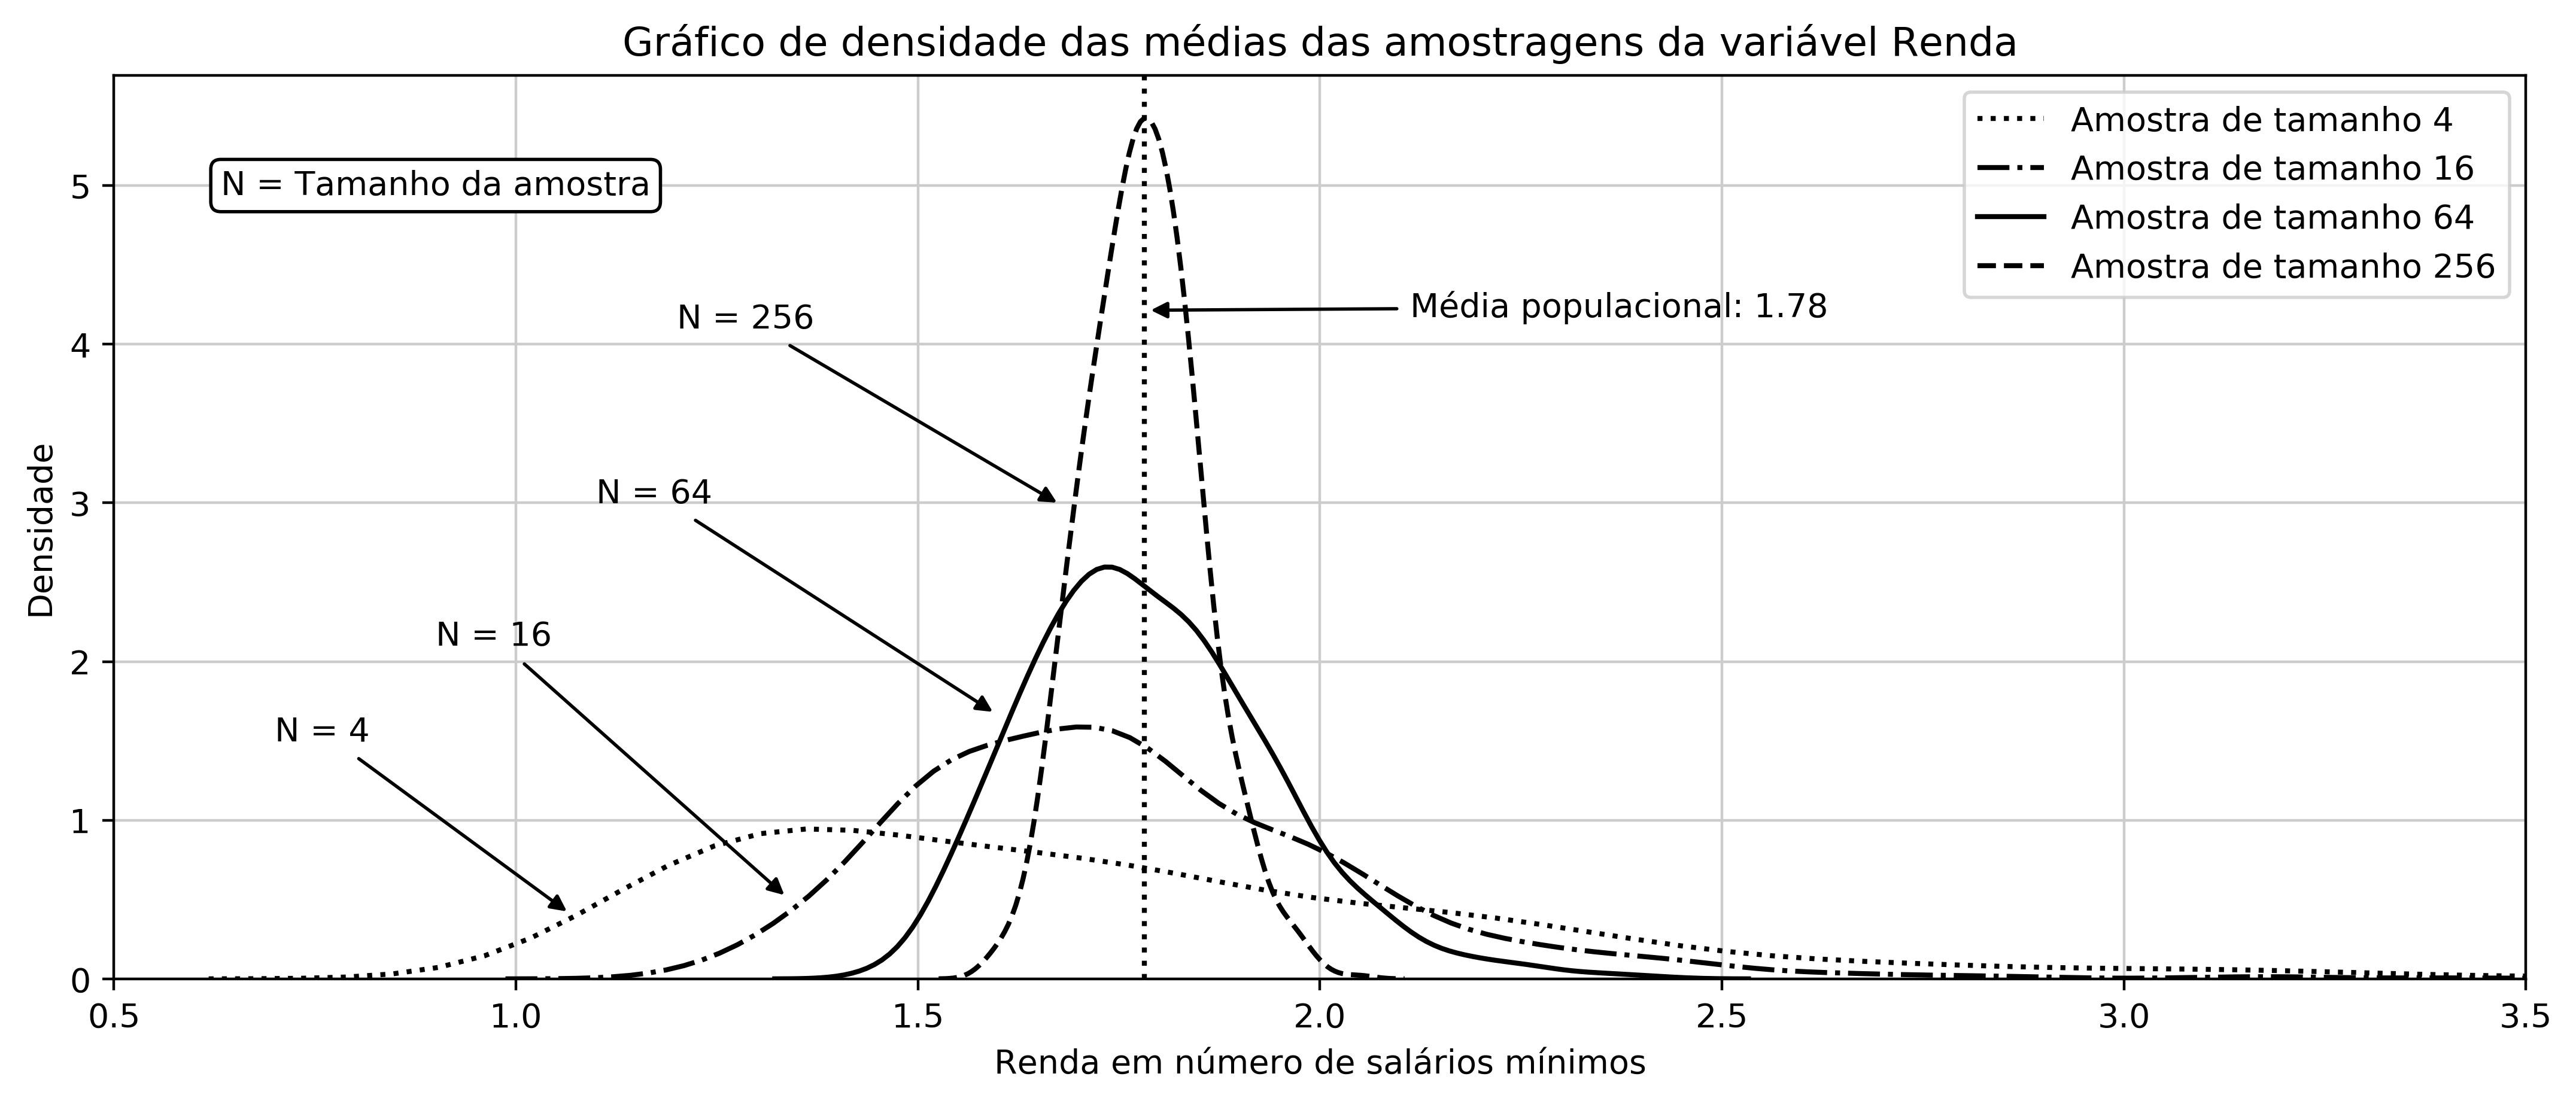 Gráfico de densidade das médias das amostragens da variável Renda
Amostra de tamanho 4
Amostra de tamanho 16
Amostra de tamanho 64
Amostra de tamanho 256
N = Tamanho da amostra
N = 256
Média populacional: 1.78
N = 64
N = 16
N = 4
Densidade
5
4
3
2
1
0
0.5 1.0 1.5 2.0 2.5 3.0 3.5
Renda em número de salários mínimos